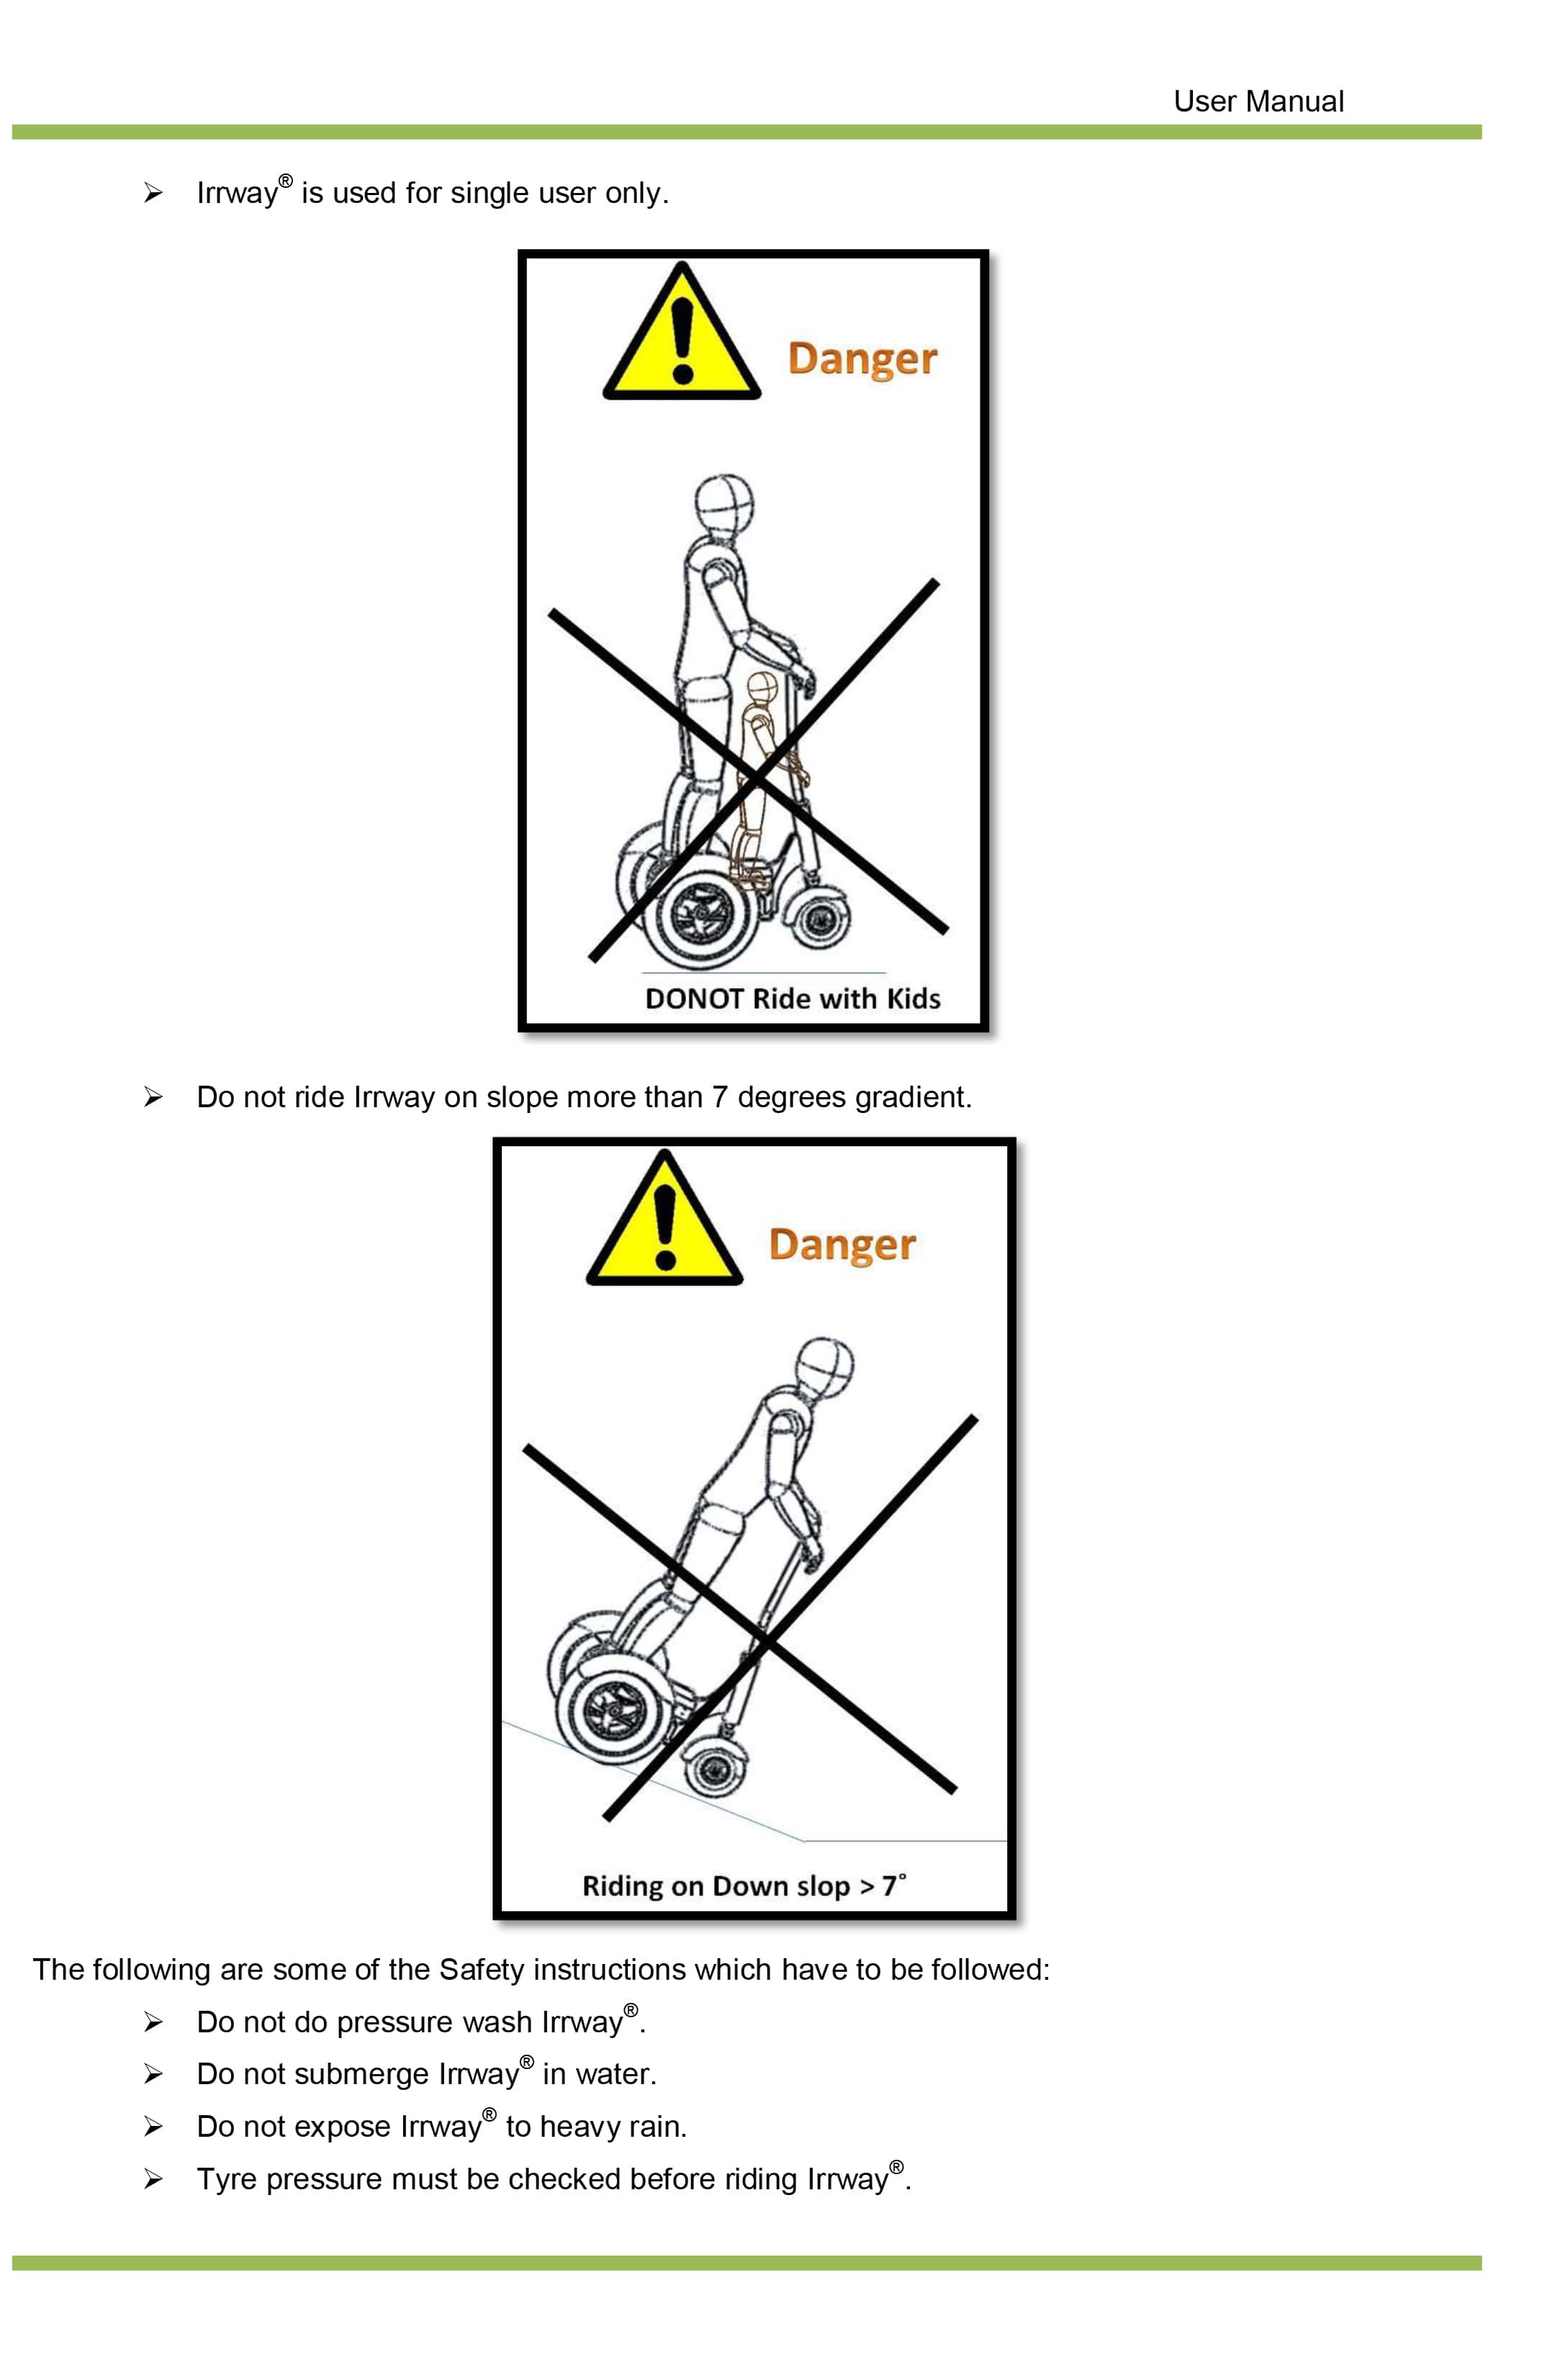 User Manual
➢ Irrway® is used for single user only.
Danger
DONOT Ride with Kids
➢ Do not ride Irrway on slope more than 7 degrees gradient.
Danger
Riding on Down slop > 7˚
The following are some of the Safety instructions which have to be followed:
➢ Do not do pressure wash Irrway®.
➢ Do not submerge Irrway® in water.
➢ Do not expose Irrway® to heavy rain.
➢ Tyre pressure must be checked before riding Irrway®.